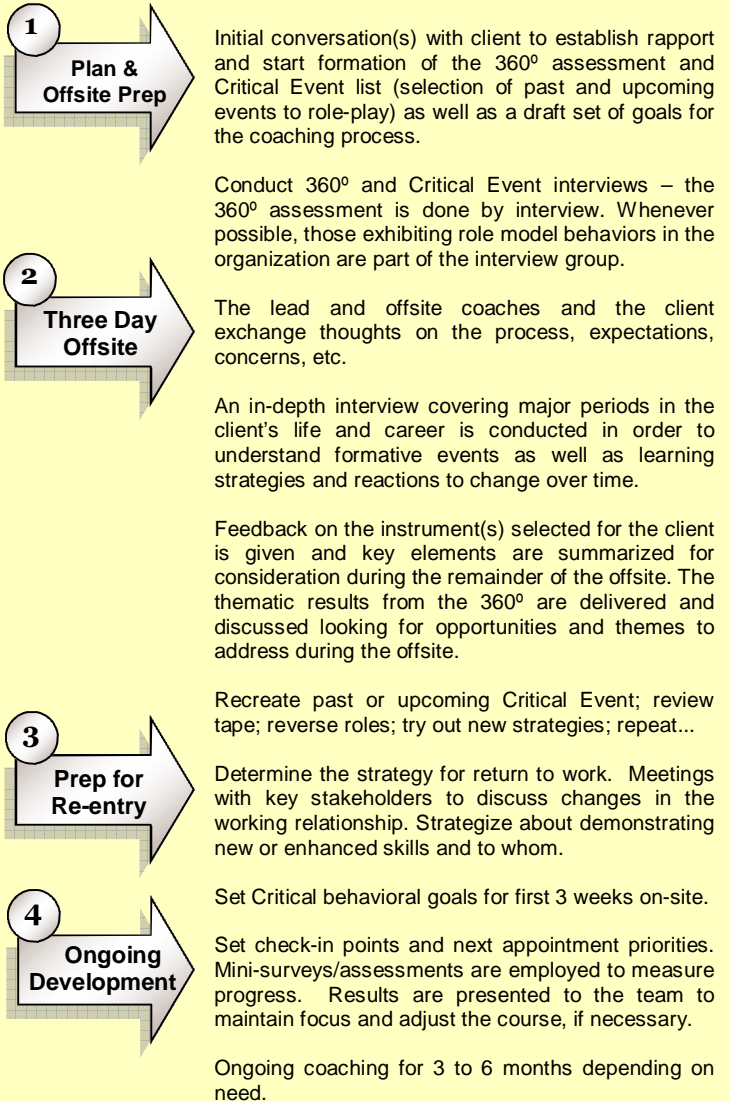 1
Plan &
Offsite Prep
Initial conversation(s) with client to establish rapport
and start formation of the 360º assessment and
Critical Event list (selection of past and upcoming
events to role-play) as well as a draft set of goals for
the coaching process.
Conduct 360º and Critical Event interviews – the
360º assessment is done by interview. Whenever
possible, those exhibiting role model behaviors in the
organization are part of the interview group.
2
Three Day
Offsite
The lead and offsite coaches and the client
exchange thoughts on the process, expectations,
concerns, etc.
An in-depth interview covering major periods in the
client's life and career is conducted in order to
understand formative events as well as learning
strategies and reactions to change over time.
Feedback on the instrument(s) selected for the client
is given and key elements are summarized for
consideration during the remainder of the offsite. The
thematic results from the 360º are delivered and
discussed looking for opportunities and themes to
address during the offsite.
Recreate past or upcoming Critical Event; review
tape; reverse roles; try out new strategies; repeat...
3
Prep for
Re-entry
Determine the strategy for return to work. Meetings
with key stakeholders to discuss changes in the
working relationship. Strategize about demonstrating
new or enhanced skills and to whom.
Set Critical behavioral goals for first 3 weeks on-site.
4
Ongoing
Development
Set check-in points and next appointment priorities.
Mini-surveys/assessments are employed to measure
progress. Results are presented to the team to
maintain focus and adjust the course, if necessary.
Ongoing coaching for 3 to 6 months depending on
need.